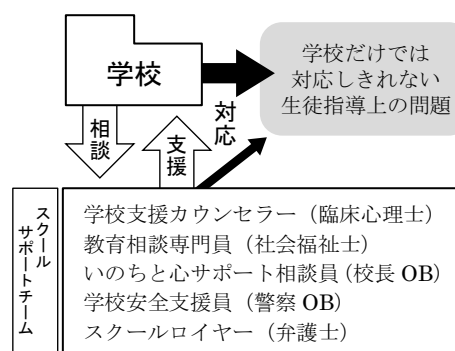 学校
学校だけでは
対応しきれない
生徒指導上の問題
対応
相談
支援
スクール
サポートチーム
学校支援カウンセラー（臨床心理士）
教育相談専門員（社会福祉士）
いのちと心サポート相談員（校長 OB）
学校安全支援員（警察 OB）
スクールロイヤー（弁護士）